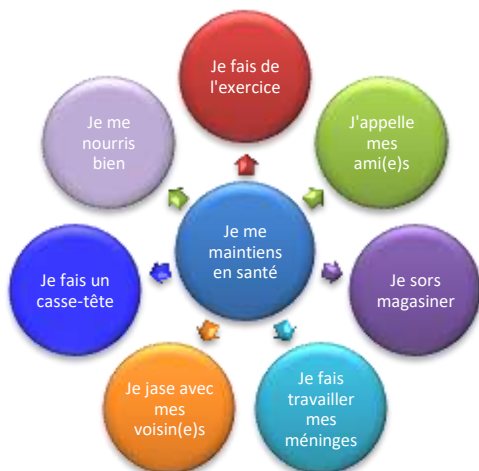 Je fais de
l'exercice
J'appelle
mes
ami(e)s
Je sors
magasiner
Je fais
travailler
mes
méninges
Je jase avec
mes
voisin(e)s
Je fais un
casse-tête
Je me
nourris
bien
Je me
maintiens
en santé